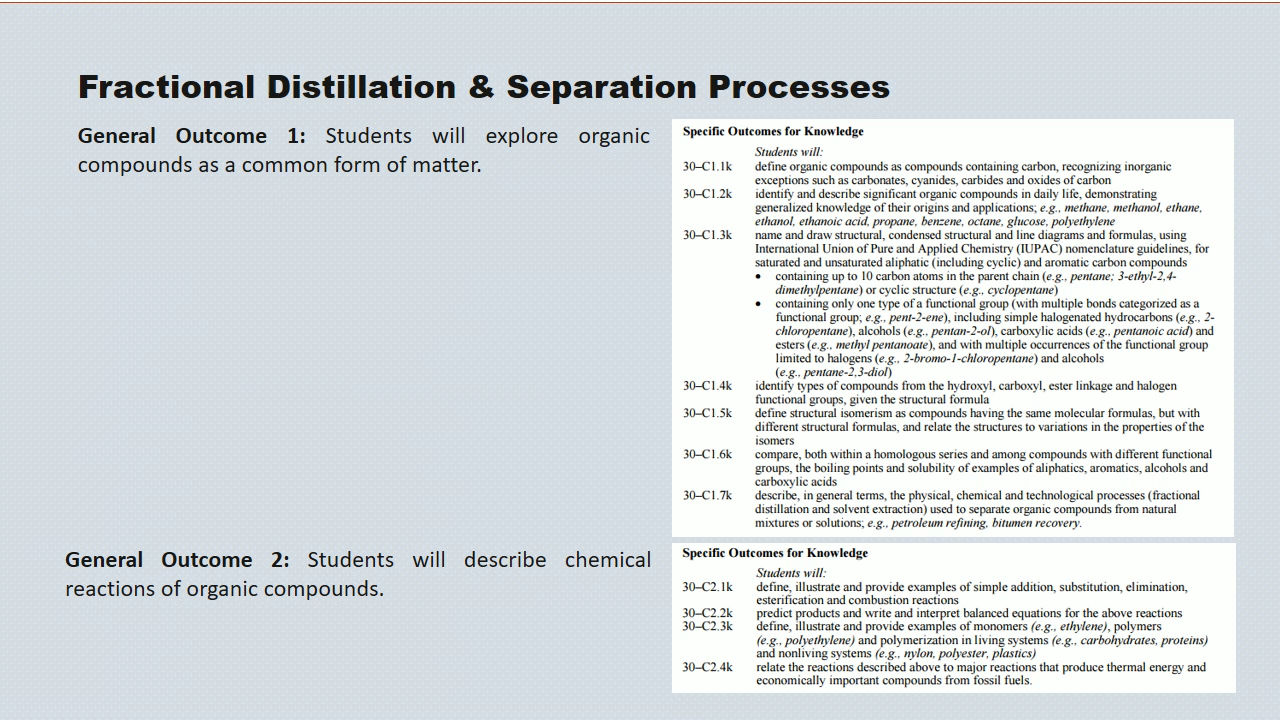 Fractional Distillation & Separation Processes
General Outcome 1: Students will explore organic
compounds as a common form of matter.
Specific Outcomes for Knowledge
Students will:
30–C1.1k define organic compounds as compounds containing carbon, recognizing inorganic
exceptions such as carbonates, cyanides, carbides and oxides of carbon
30–C1.2k identify and describe significant organic compounds in daily life, demonstrating
generalized knowledge of their origins and applications; e.g., methane, methanol, ethane,
ethanol, ethanoic acid, propane, benzene, octane, glucose, polyethylene
30–C1.3k name and draw structural, condensed structural and line diagrams and formulas, using
International Union of Pure and Applied Chemistry (IUPAC) nomenclature guidelines, for
saturated and unsaturated aliphatic (including cyclic) and aromatic carbon compounds
• containing up to 10 carbon atoms in the parent chain (e.g., pentane; 3-ethyl-2,4-
dimethylpentane) or cyclic structure (e.g., cyclopentane)
• containing only one type of a functional group (with multiple bonds categorized as a
functional group; e.g., pent-2-ene), including simple halogenated hydrocarbons (e.g., 2-
chloropentane), alcohols (e.g., pentan-2-ol), carboxylic acids (e.g., pentanoic acid) and
esters (e.g., methyl pentanoate), and with multiple occurrences of the functional group
limited to halogens (e.g., 2-bromo-1-chloropentane) and alcohols
(e.g., pentane-2,3-diol)
30–C1.4k identify types of compounds from the hydroxyl, carboxyl, ester linkage and halogen
functional groups, given the structural formula
30–C1.5k define structural isomerism as compounds having the same molecular formulas, but with
different structural formulas, and relate the structures to variations in the properties of the
isomers
30–C1.6k compare, both within a homologous series and among compounds with different functional
groups, the boiling points and solubility of examples of aliphatics, aromatics, alcohols and
carboxylic acids
30–C1.7k describe, in general terms, the physical, chemical and technological processes (fractional
distillation and solvent extraction) used to separate organic compounds from natural
mixtures or solutions; e.g., petroleum refining, bitumen recovery.
General Outcome 2: Students will describe chemical
reactions of organic compounds.
Specific Outcomes for Knowledge
Students will:
30–C2.1k define, illustrate and provide examples of simple addition, substitution, elimination,
esterification and combustion reactions
30–C2.2k predict products and write and interpret balanced equations for the above reactions
30–C2.3k define, illustrate and provide examples of monomers (e.g., ethylene), polymers
(e.g., polyethylene) and polymerization in living systems (e.g., carbohydrates, proteins)
and nonliving systems (e.g., nylon, polyester, plastics)
30–C2.4k relate the reactions described above to major reactions that produce thermal energy and
economically important compounds from fossil fuels.